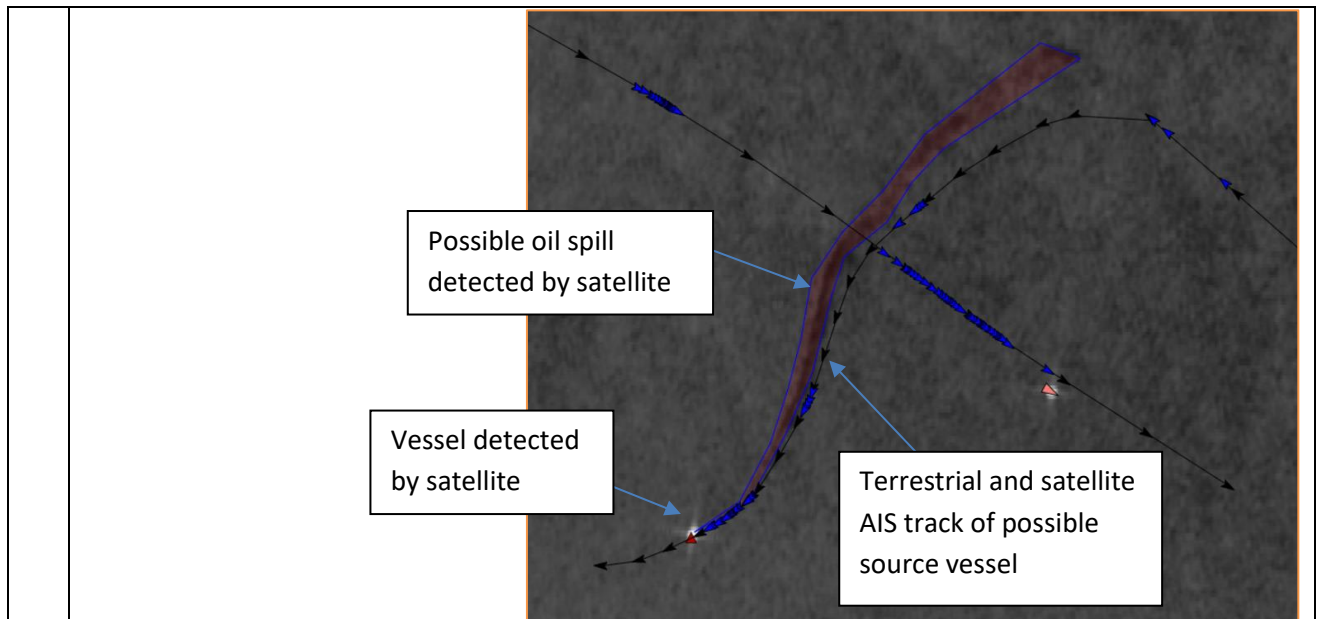 Possible oil spill
detected by satellite
Vessel detected
by satellite
Terrestrial and satellite
AIS track of possible
source vessel